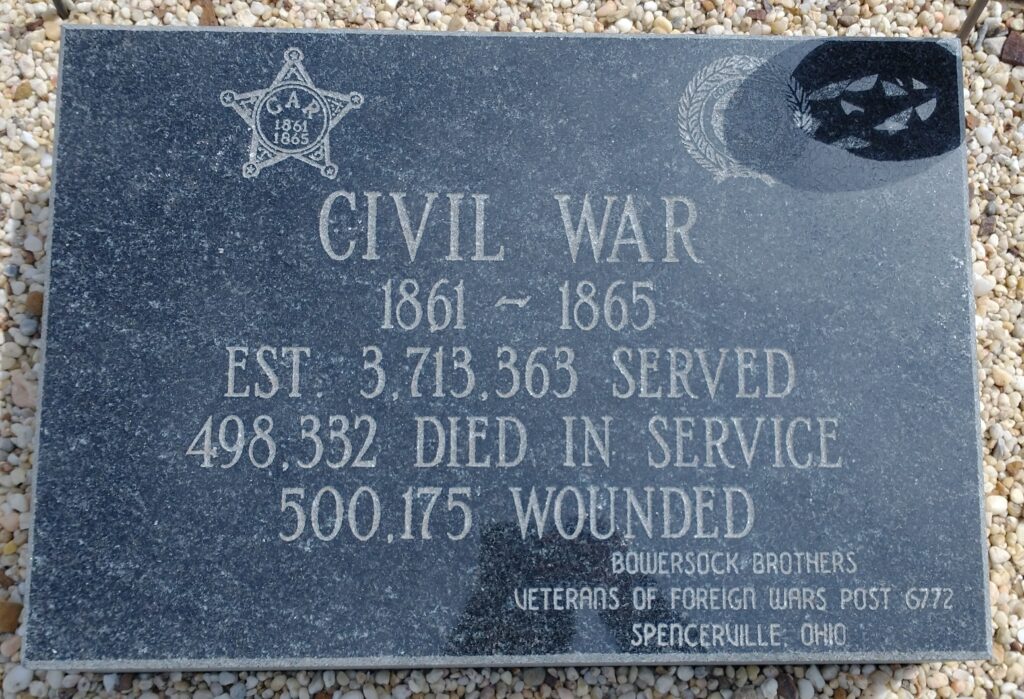 GAR
1861
1865
CIVIL WAR
1861 ~ 1865
EST. 3,713,363 SERVED
498,332 DIED IN SERVICE
500,175 WOUNDED
BOWERSOCK BROTHERS
VETERANS OF FOREIGN WARS POST 6772
SPENCERVILLE, OHIO